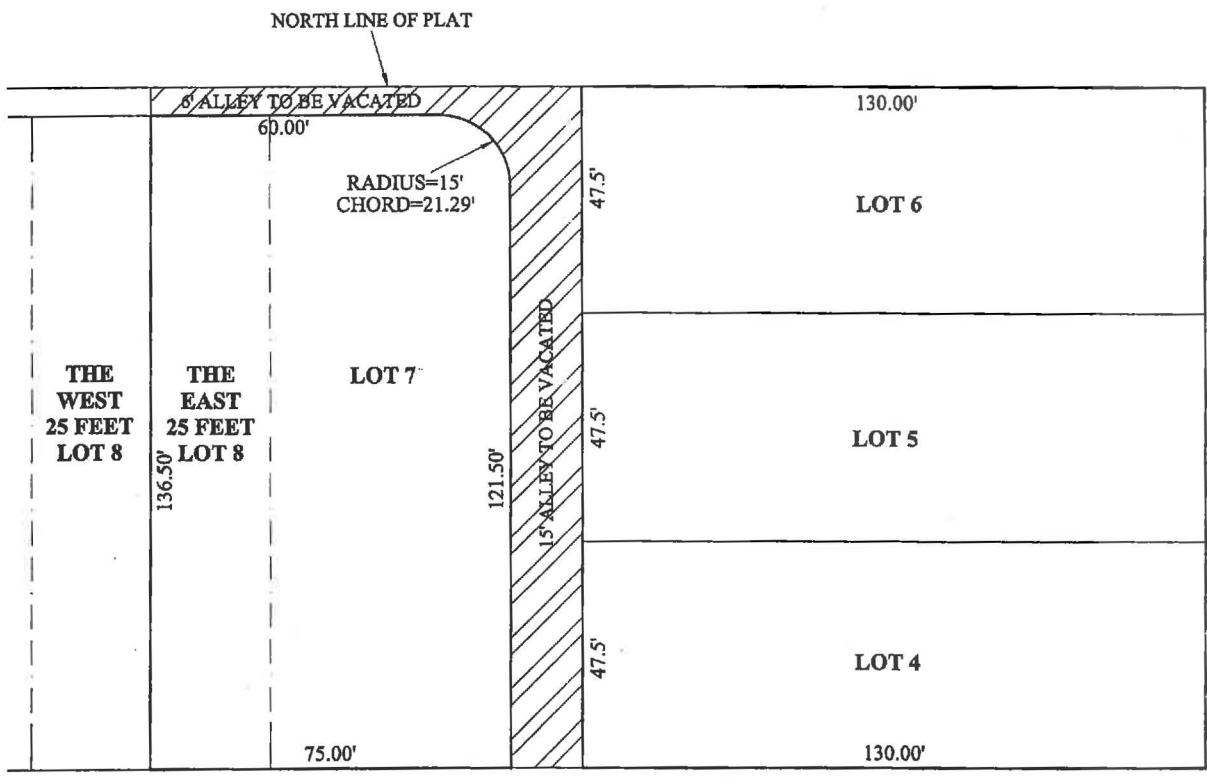 NORTH LINE OF PLAT
6' ALLEY TO BE VACATED
130.00'
60.00'
RADIUS=15'
CHORD=21.29'
47.5'
LOT 6
THE
WEST
25 FEET
LOT 8
136.50'
THE
EAST
25 FEET
LOT 8
LOT 7
121.50'
15' ALLEY TO BE VACATED
47.5'
LOT 5
47.5'
LOT 4
75.00'
130.00'